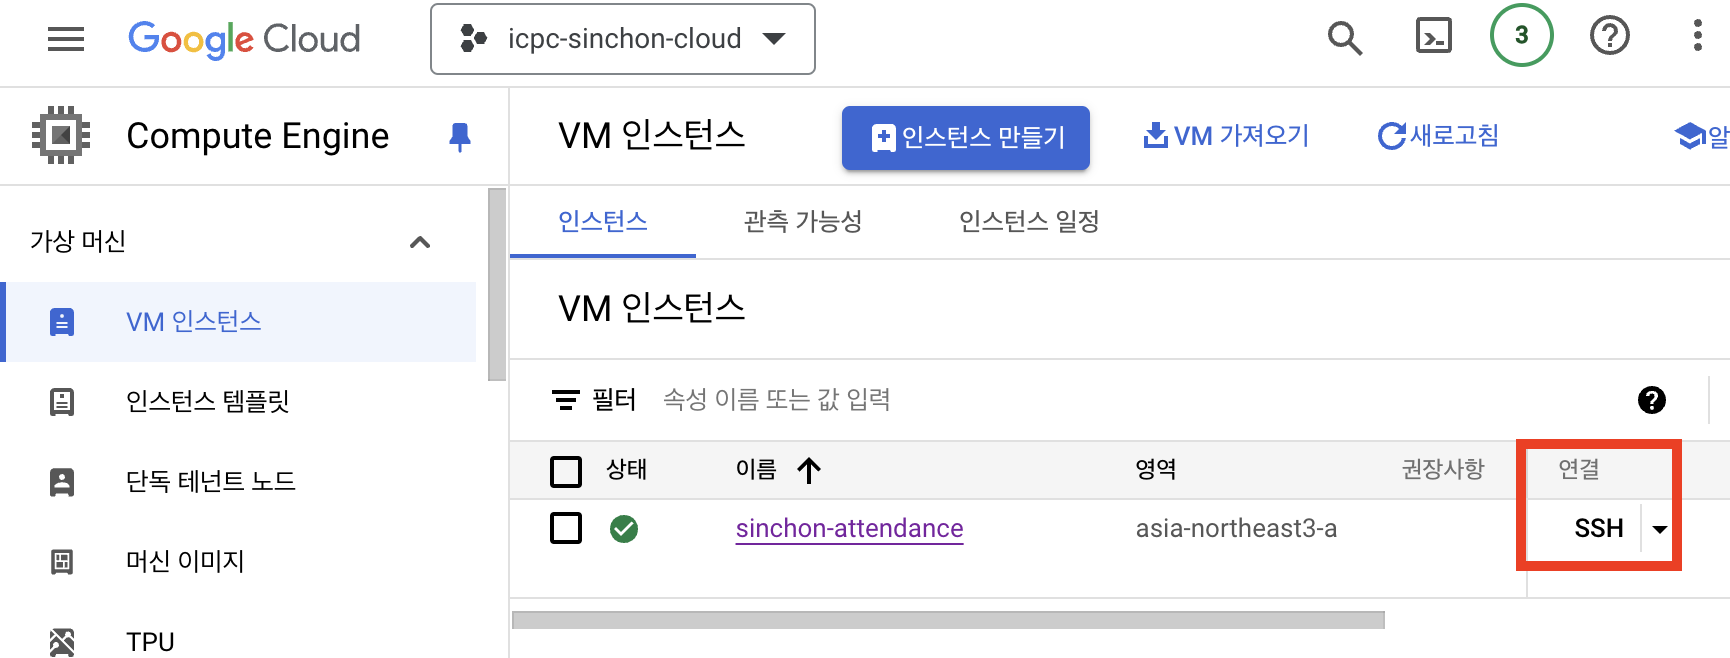 Google Cloud
icpc-sinchon-cloud
3
Compute Engine
VM 인스턴스
인스턴스 만들기
VM 가져오기
새로고침
알
가상 머신
VM 인스턴스
인스턴스 템플릿
단독 테넌트 노드
머신 이미지
TPU
인스턴스
관측 가능성
인스턴스 일정
VM 인스턴스
필터 속성 이름 또는 값 입력
상태 이름 영역 권장사항 연결
sinchon-attendance asia-northeast3-a SSH